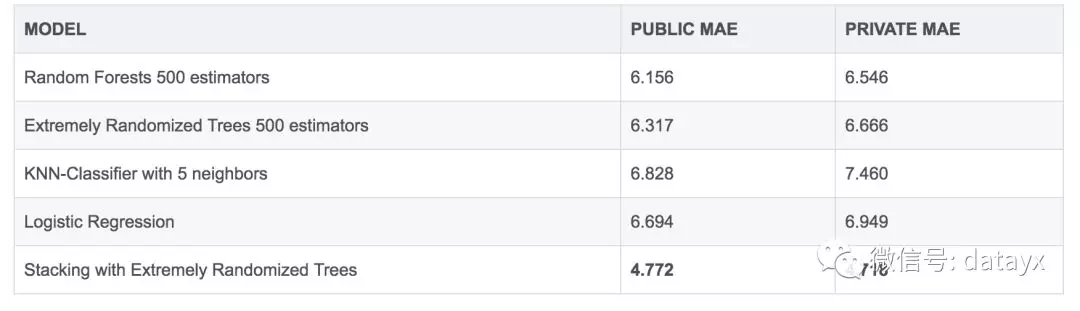 MODEL PUBLIC MAE PRIVATE MAE
Random Forests 500 estimators 6.156 6.546
Extremely Randomized Trees 500 estimators 6.317 6.666
KNN-Classifier with 5 neighbors 6.828 7.460
Logistic Regression 6.694 6.949
Stacking with Extremely Randomized Trees 4.772
微信号: datayx